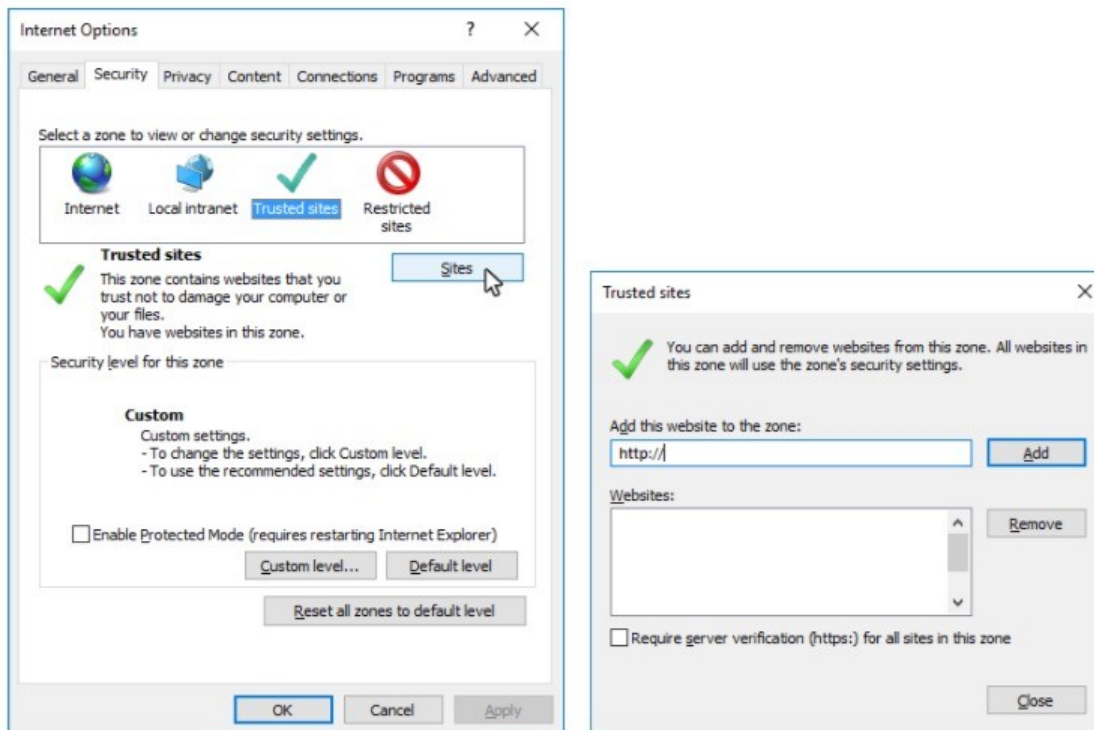 Internet Options
?
General Security Privacy Content Connections Programs Advanced
Select a zone to view or change security settings.
Internet Local intranet Trusted sites Restricted
sites
Trusted sites
Sites
This zone contains websites that you
trust not to damage your computer or
your files.
You have websites in this zone.
Security level for this zone
Custom
Custom settings.
- To change the settings, click Custom level.
- To use the recommended settings, click Default level.
Enable Protected Mode (requires restarting Internet Explorer)
Custom level... Default level
Reset all zones to default level
OK Cancel Apply
Trusted sites
You can add and remove websites from this zone. All websites in
this zone will use the zone's security settings.
Add this website to the zone:
http://
Add
Websites:
Remove
Require server verification (https:) for all sites in this zone
Close